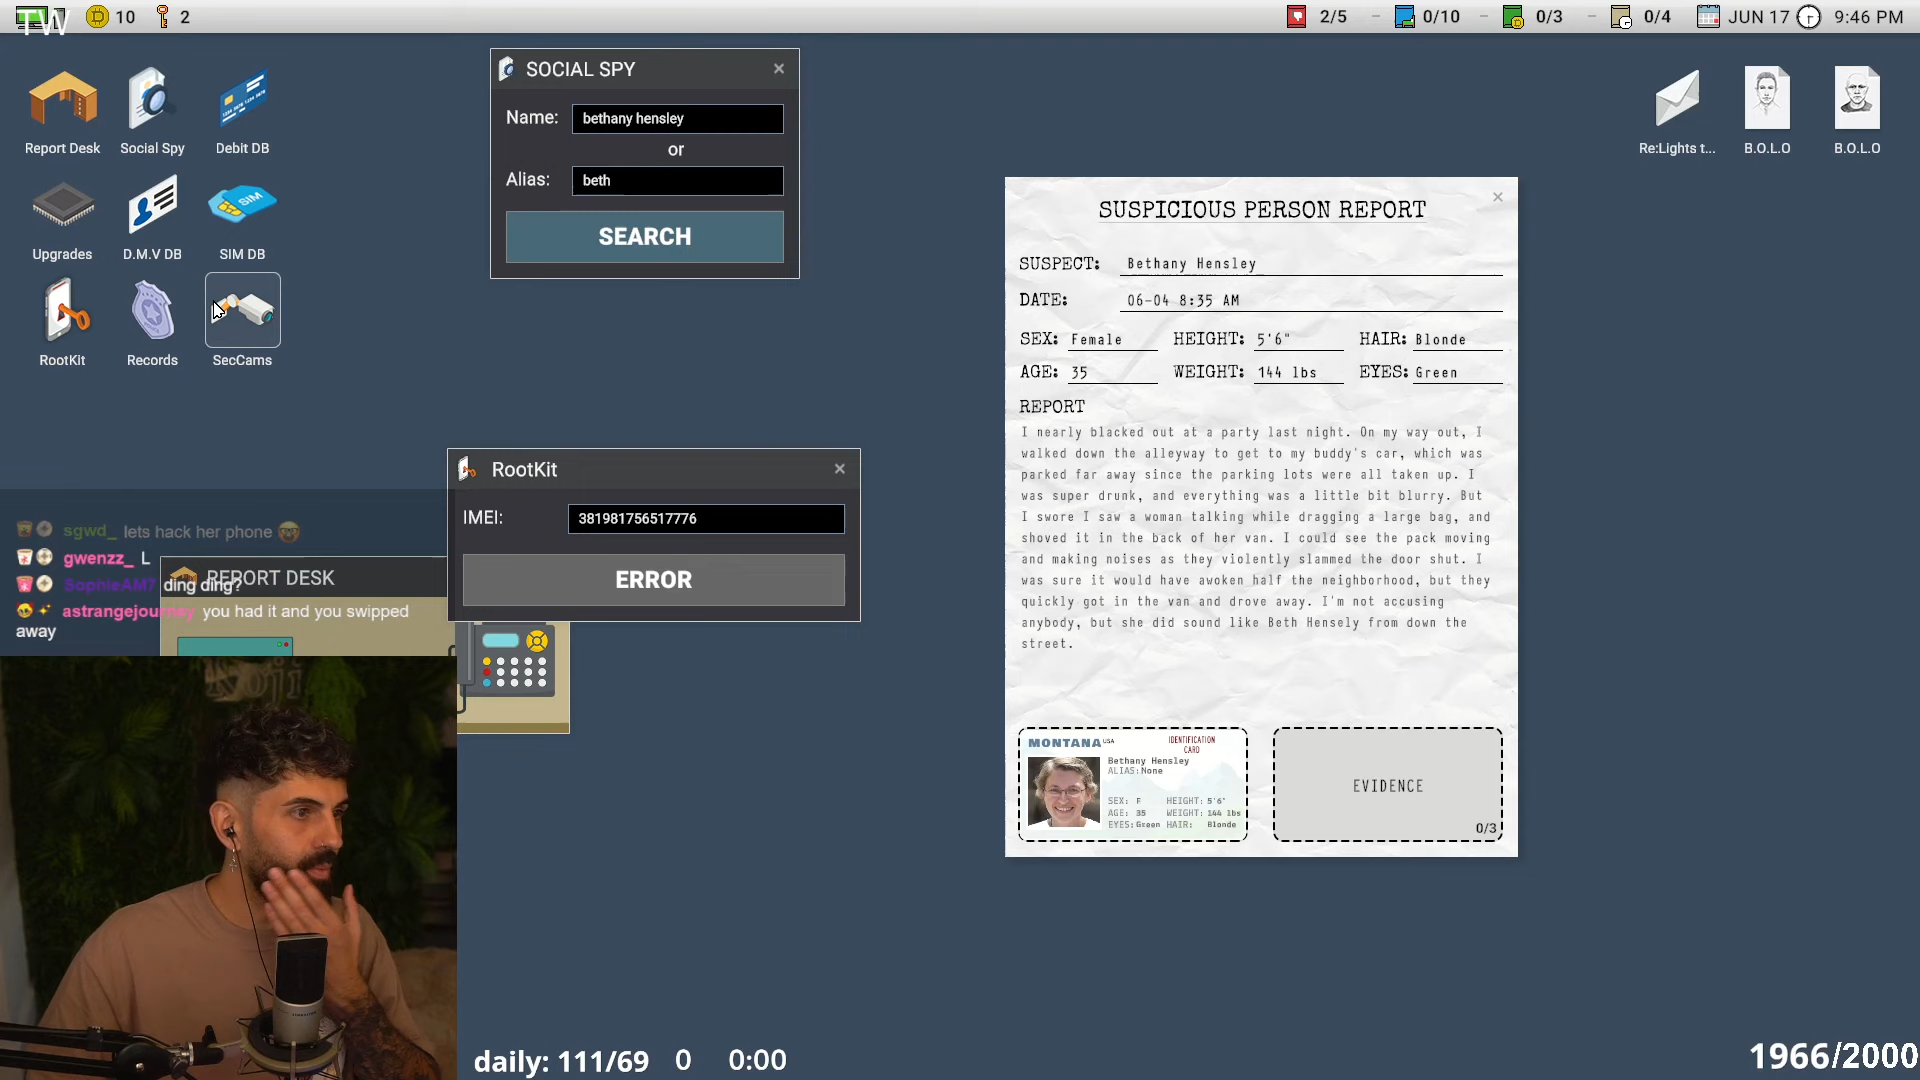 TW
10
2
2/5
0/10
0/3
0/4
JUN 17
9:46 PM
Report Desk
Social Spy
Debit DB
Upgrades
D.M.V DB
SIM DB
RootKit
Records
SecCams
Re:Lights t...
B.O.L.O
B.O.L.O
SOCIAL SPY
Name:
bethany hensley
or
Alias:
beth
SEARCH
RootKit
IMEI:
381981756517776
ERROR
sgwd_ lets hack her phone
gwenzz_ L
REPORT DESK
SophieAM7 ding ding?
astrangejourney you had it and you swipped
away
SUSPICIOUS PERSON REPORT
SUSPECT: Bethany Hensley
DATE: 06-04 8:35 AM
SEX: Female HEIGHT: 5'6" HAIR: Blonde
AGE: 35 WEIGHT: 144 lbs EYES: Green
REPORT
I nearly blacked out at a party last night. On my way out, I
walked down the alleyway to get to my buddy's car, which was
parked far away since the parking lots were all taken up. I
was super drunk, and everything was a little bit blurry. But
I swore I saw a woman talking while dragging a large bag, and
shoved it in the back of her van. I could see the pack moving
and making noises as they violently slammed the door shut. I
was sure it would have awoken half the neighborhood, but they
quickly got in the van and drove away. I'm not accusing
anybody, but she did sound like Beth Hensely from down the
street.
MONTANA USA
IDENTIFICATION
CARD
Bethany Hensley
ALIAS:None
SEX: F HEIGHT: 5'6"
AGE: 35 WEIGHT: 144 lbs
EYES:Green HAIR: Blonde
EVIDENCE
0/3
Koji
daily: 111/69 0 0:00
1966/2000